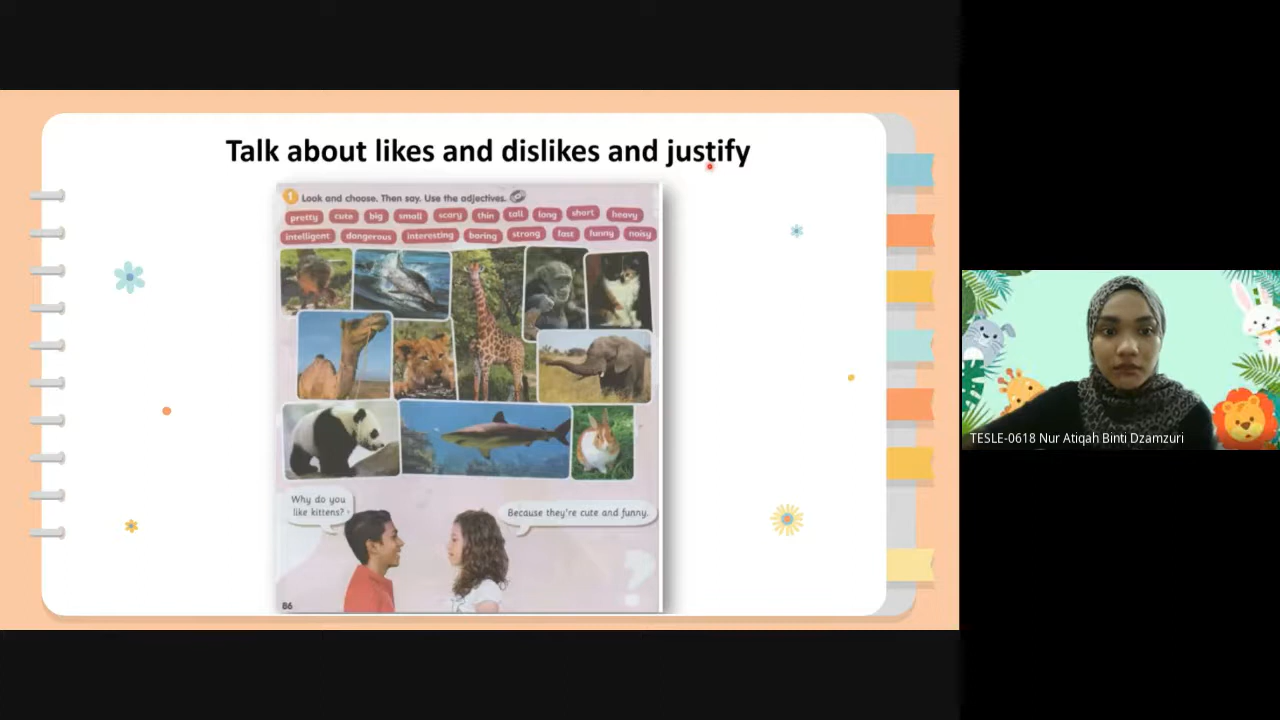 Talk about likes and dislikes and justify
1 Look and choose. Then say. Use the adjectives.
pretty cute big small scary thin tall long short heavy
intelligent dangerous interesting boring strong fast funny noisy
Why do you
like kittens?
Because they're cute and funny.
?
86
TESLE-0618 Nur Atiqah Binti Dzamzuri